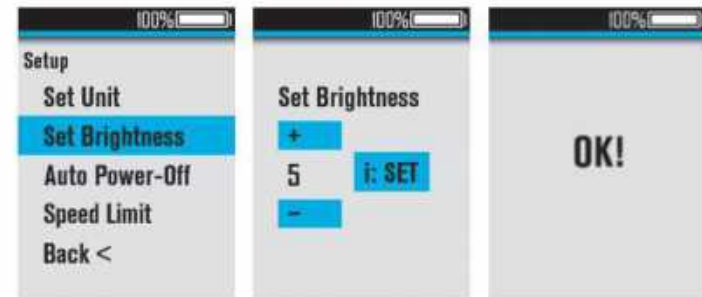 100%
Setup
Set Unit
Set Brightness
Auto Power-Off
Speed Limit
Back <
100%
Set Brightness
+
5
i: SET
-
100%
OK!